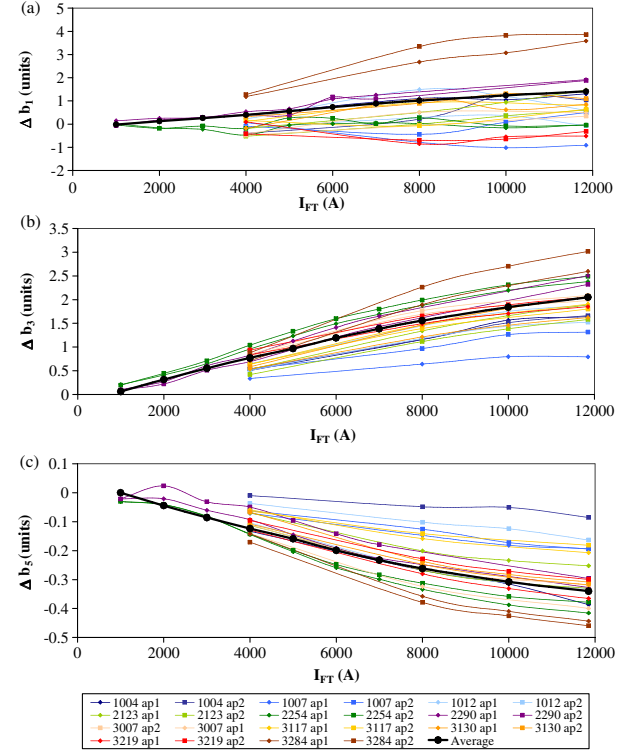 (a)
5
4
3
2
1
0
-1
-2
Δ b1 (units)
0 2000 4000 6000 8000 10000 12000
IFT (A)
(b)
3.5
3
2.5
2
1.5
1
0.5
0
Δ b3 (units)
0 2000 4000 6000 8000 10000 12000
IFT (A)
(c)
0.1
0
-0.1
-0.2
-0.3
-0.4
-0.5
Δ b5 (units)
0 2000 4000 6000 8000 10000 12000
IFT (A)
1004 ap1 1004 ap2 1007 ap1 1007 ap2 1012 ap1 1012 ap2
2123 ap1 2123 ap2 2254 ap1 2254 ap2 2290 ap1 2290 ap2
3007 ap2 3007 ap1 3117 ap1 3117 ap2 3130 ap1 3130 ap2
3219 ap1 3219 ap2 3284 ap1 3284 ap2 Average